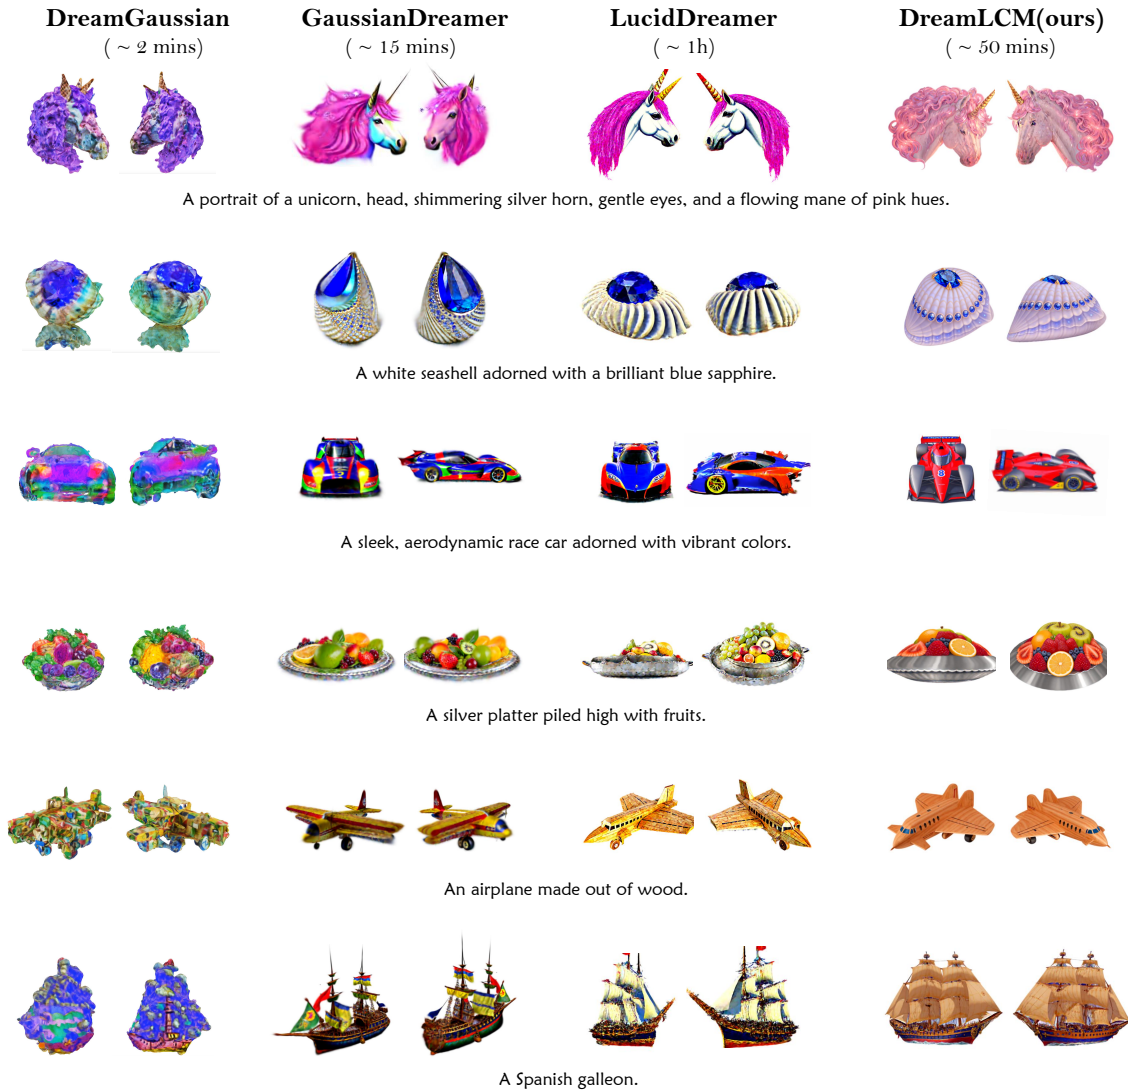 DreamGaussian GaussianDreamer LucidDreamer DreamLCM(ours)
( ~ 2 mins) ( ~ 15 mins) ( ~ 1h) ( ~ 50 mins)
A portrait of a unicorn, head, shimmering silver horn, gentle eyes, and a flowing mane of pink hues.
A white seashell adorned with a brilliant blue sapphire.
8
A sleek, aerodynamic race car adorned with vibrant colors.
A silver platter piled high with fruits.
An airplane made out of wood.
A Spanish galleon.